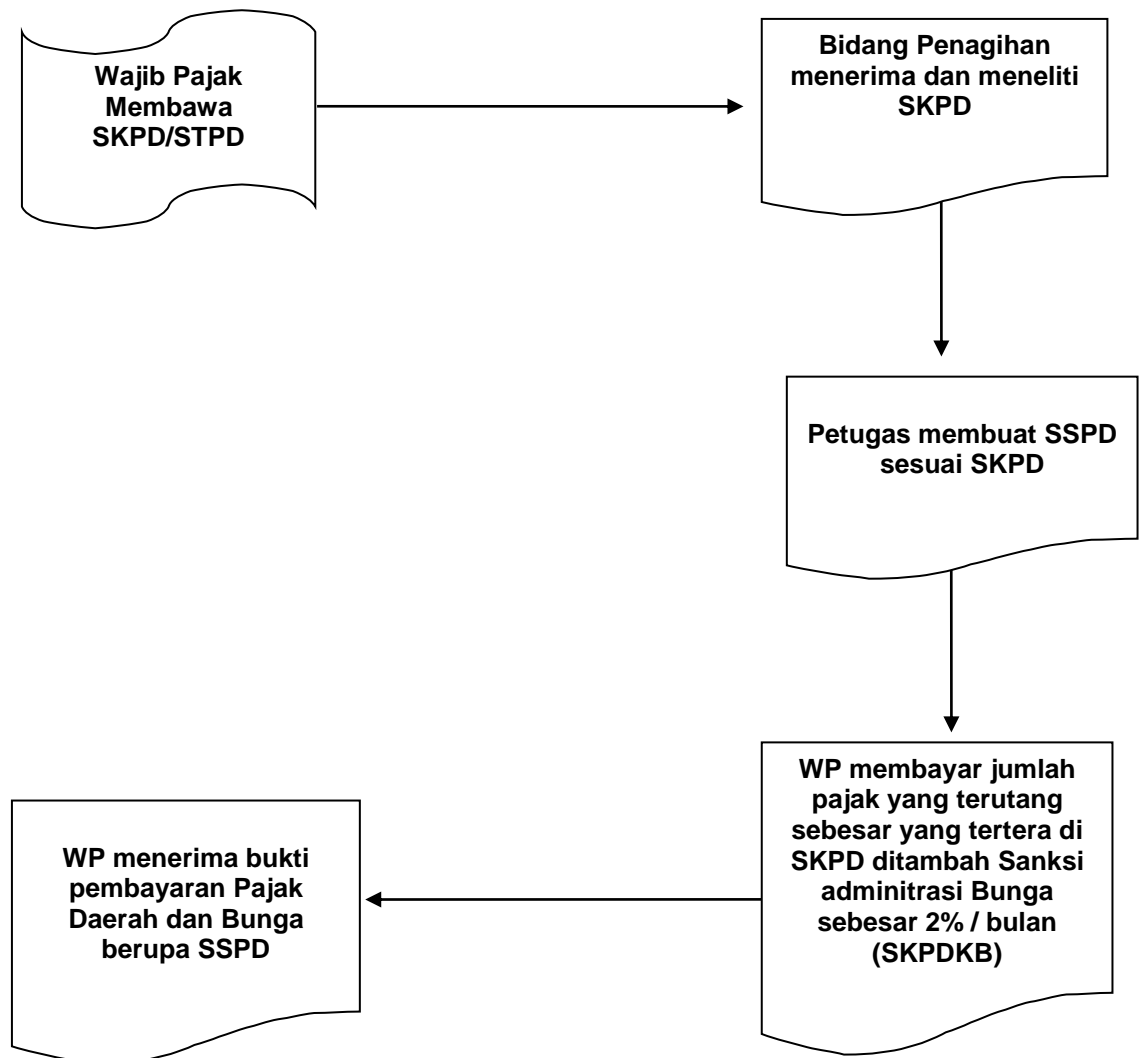 Wajib Pajak
Membawa
SKPD/STPD
Bidang Penagihan
menerima dan meneliti
SKPD
Petugas membuat SSPD
sesuai SKPD
WP membayar jumlah
pajak yang terutang
sebesar yang tertera di
SKPD ditambah Sanksi
adminitrasi Bunga
sebesar 2% / bulan
(SKPDKB)
WP menerima bukti
pembayaran Pajak
Daerah dan Bunga
berupa SSPD